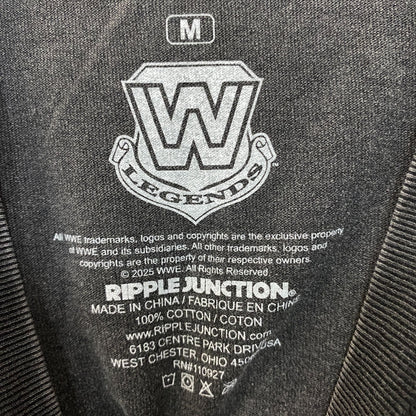 M
W
LEGENDS
All WWE trademarks, logos and copyrights are the exclusive property
of WWE and its subsidiaries. All other trademarks, logos and
copyrights are the property of their respective owners
© 2025 WWE. All Rights Reserved.
RIPPLE JUNCTION®
MADE IN CHINA / FABRIQUE EN CHINE
100% COTTON / COTON
www.RIPPLEJUNCTION.com
6183 CENTRE PARK DRIVE
WEST CHESTER, OHIO
RN#110927